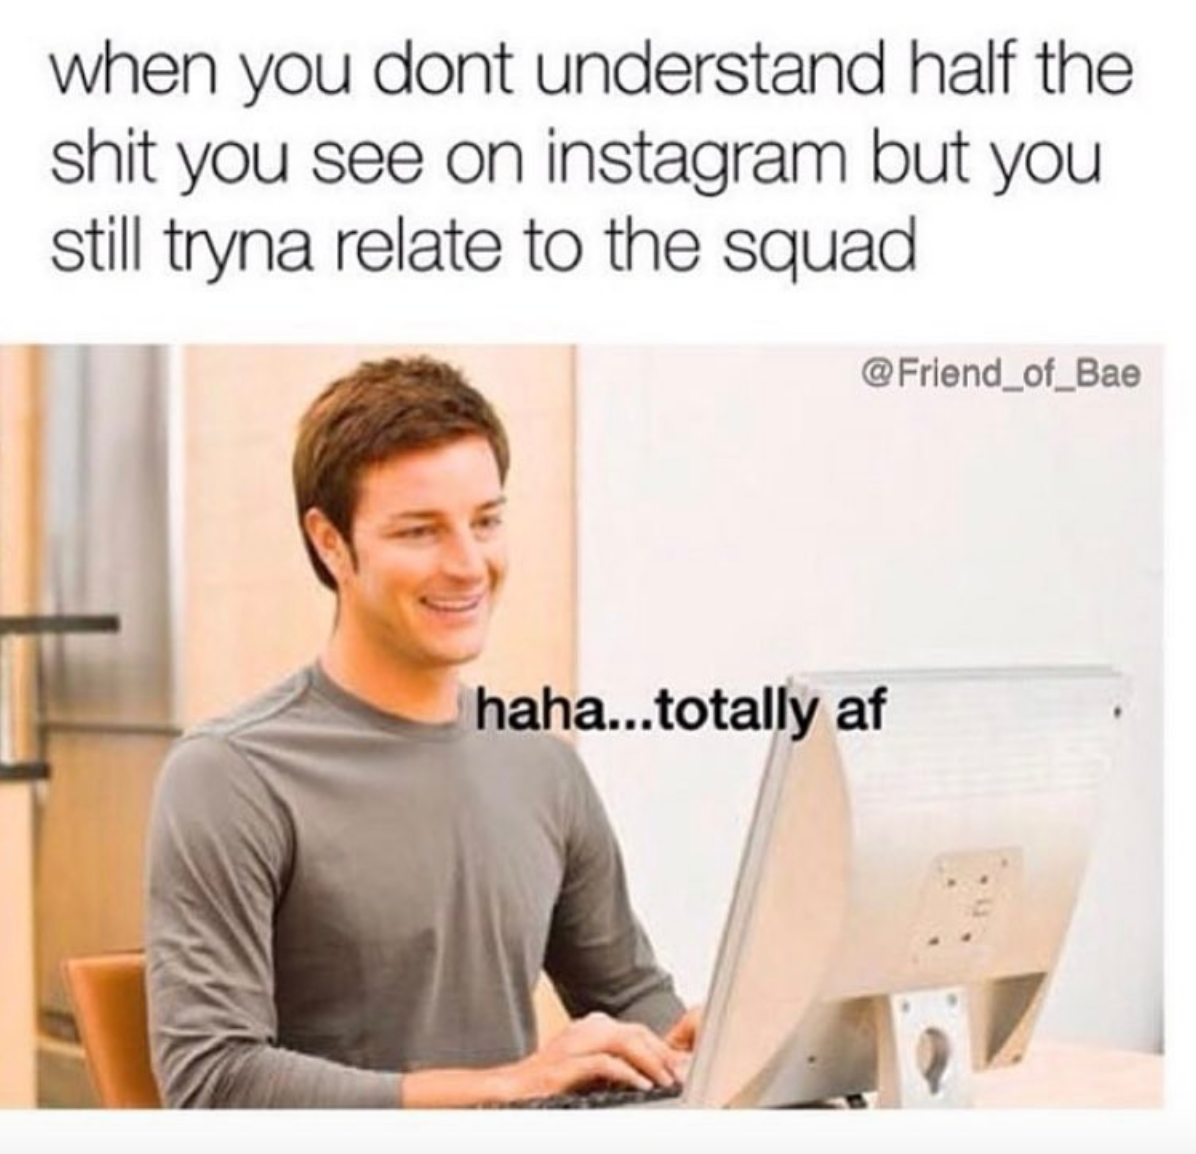 when you dont understand half the
shit you see on instagram but you
still tryna relate to the squad
@Friend_of_Bae
haha...totally af